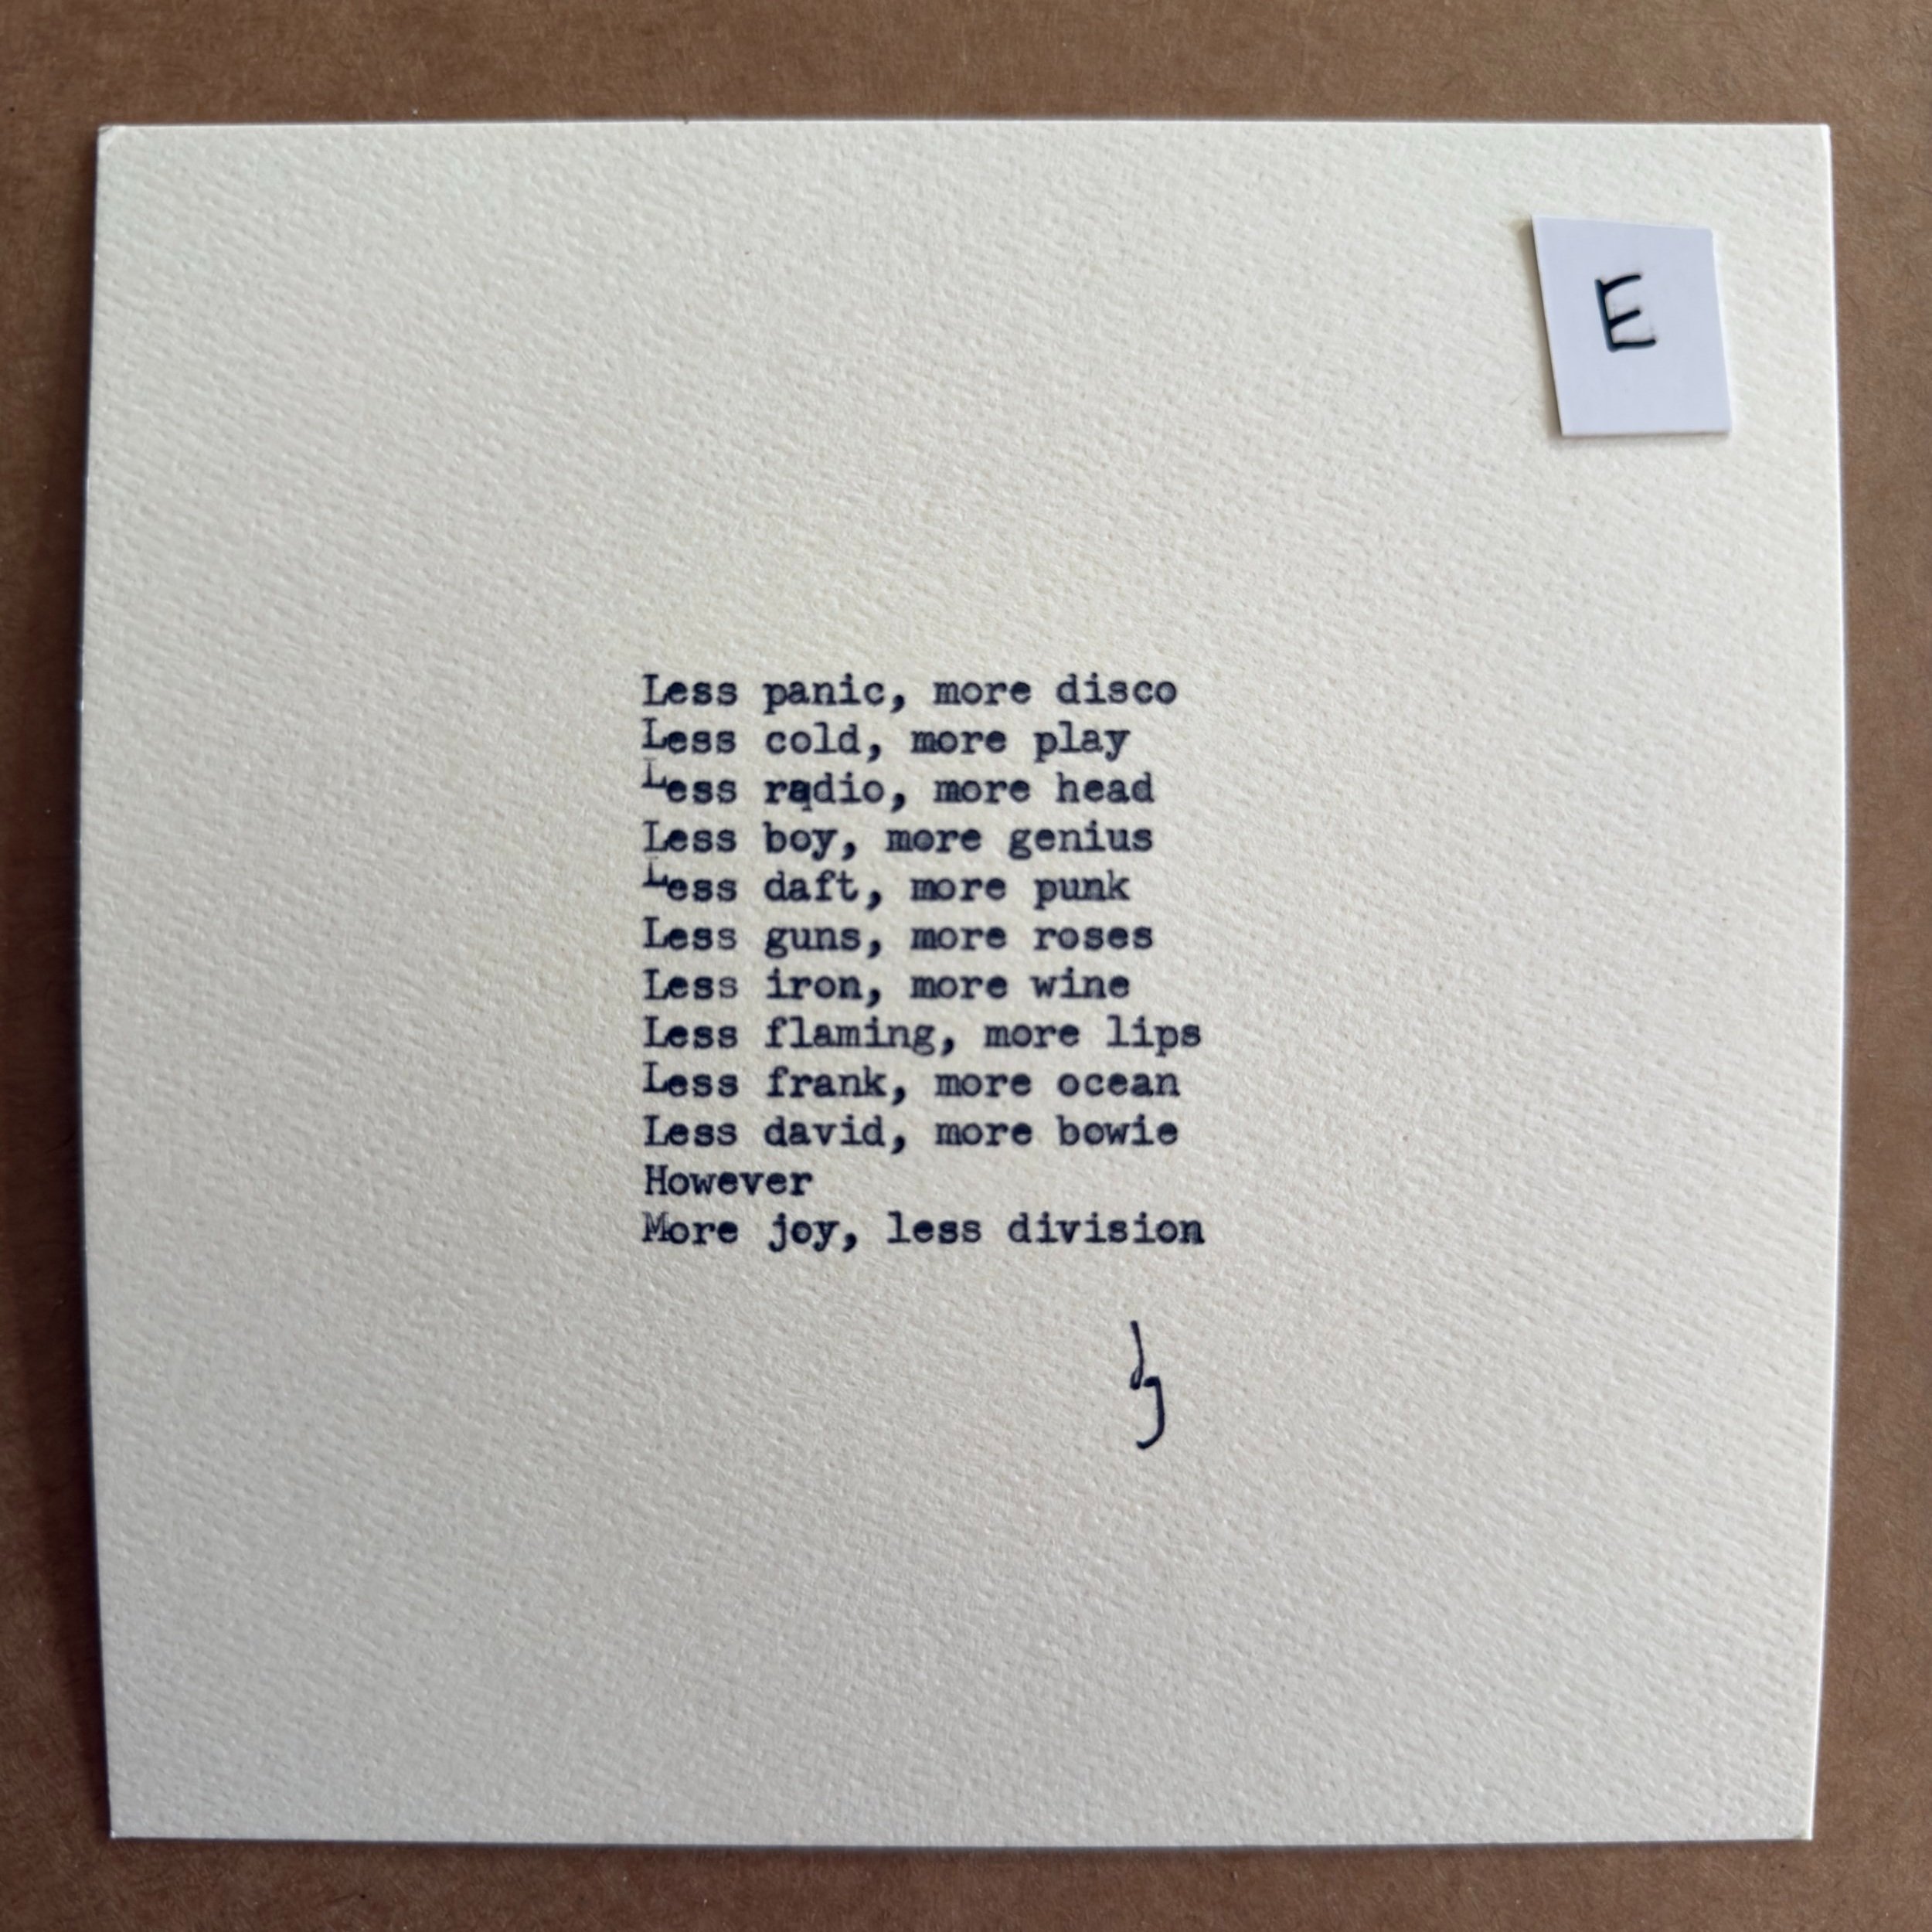 E
Less panic, more disco
Less cold, more play
Less radio, more head
Less boy, more genius
Less daft, more punk
Less guns, more roses
Less iron, more wine
Less flaming, more lips
Less frank, more ocean
Less david, more bowie
However
More joy, less division